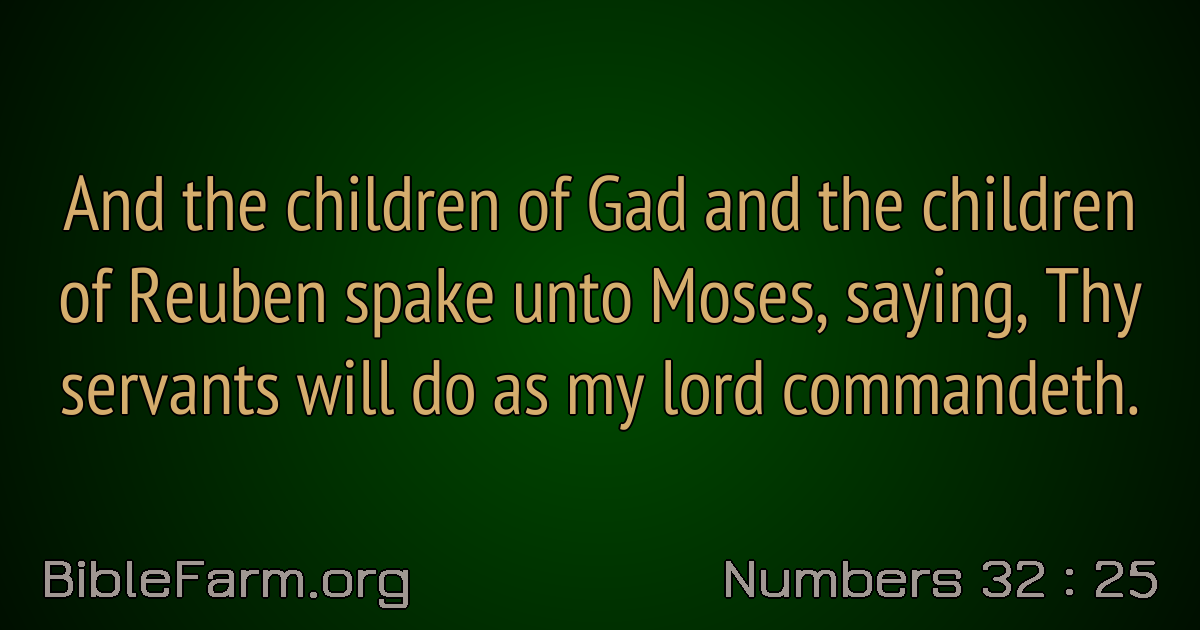 And the children of Gad and the children
of Reuben spake unto Moses, saying, Thy
servants will do as my lord commandeth.
BibleFarm.org
Numbers 32 : 25